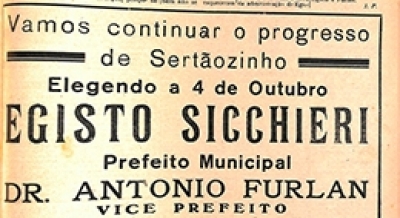 Vamos continuar o progresso
de Sertãozinho
Elegendo a 4 de Outubro
EGISTO SICCHIERI
Prefeito Municipal
DR. ANTONIO FURLAN
VICE PREFEITO